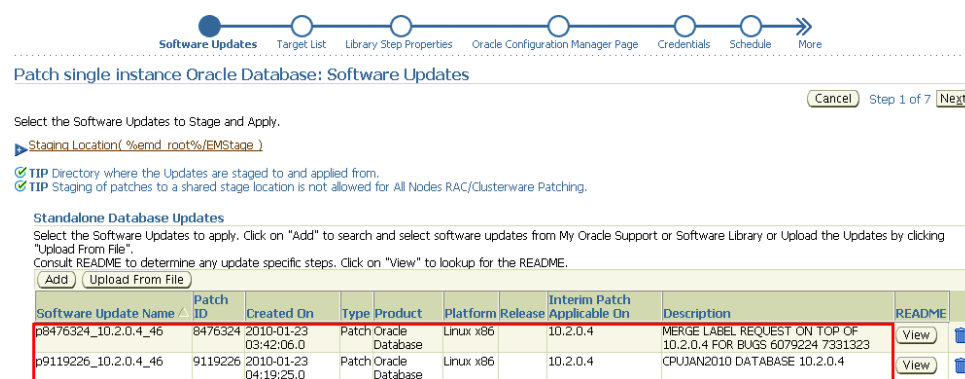 Software Updates Target List Library Step Properties Oracle Configuration Manager Page Credentials Schedule More
Patch single instance Oracle Database: Software Updates
Cancel Step 1 of 7 Next
Select the Software Updates to Stage and Apply.
Staging Location( %emd_root%/EMStage )
TIP Directory where the Updates are staged to and applied from.
TIP Staging of patches to a shared stage location is not allowed for All Nodes RAC/Clusterware Patching.
Standalone Database Updates
Select the Software Updates to apply. Click on "Add" to search and select software updates from My Oracle Support or Software Library or Upload the Updates by clicking
"Upload From File".
Consult README to determine any update specific steps. Click on "View" to lookup for the README.
Add Upload From File
Software Update Name Patch ID Created On Type Product Platform Release Interim Patch Applicable On Description README
p8476324_10.2.0.4_46 8476324 2010-01-23 03:42:06.0 Patch Oracle Database Linux x86 10.2.0.4 MERGE LABEL REQUEST ON TOP OF 10.2.0.4 FOR BUGS 6079224 7331323 View
p9119226_10.2.0.4_46 9119226 2010-01-23 04:19:25.0 Patch Oracle Database Linux x86 10.2.0.4 CPUJAN2010 DATABASE 10.2.0.4 View